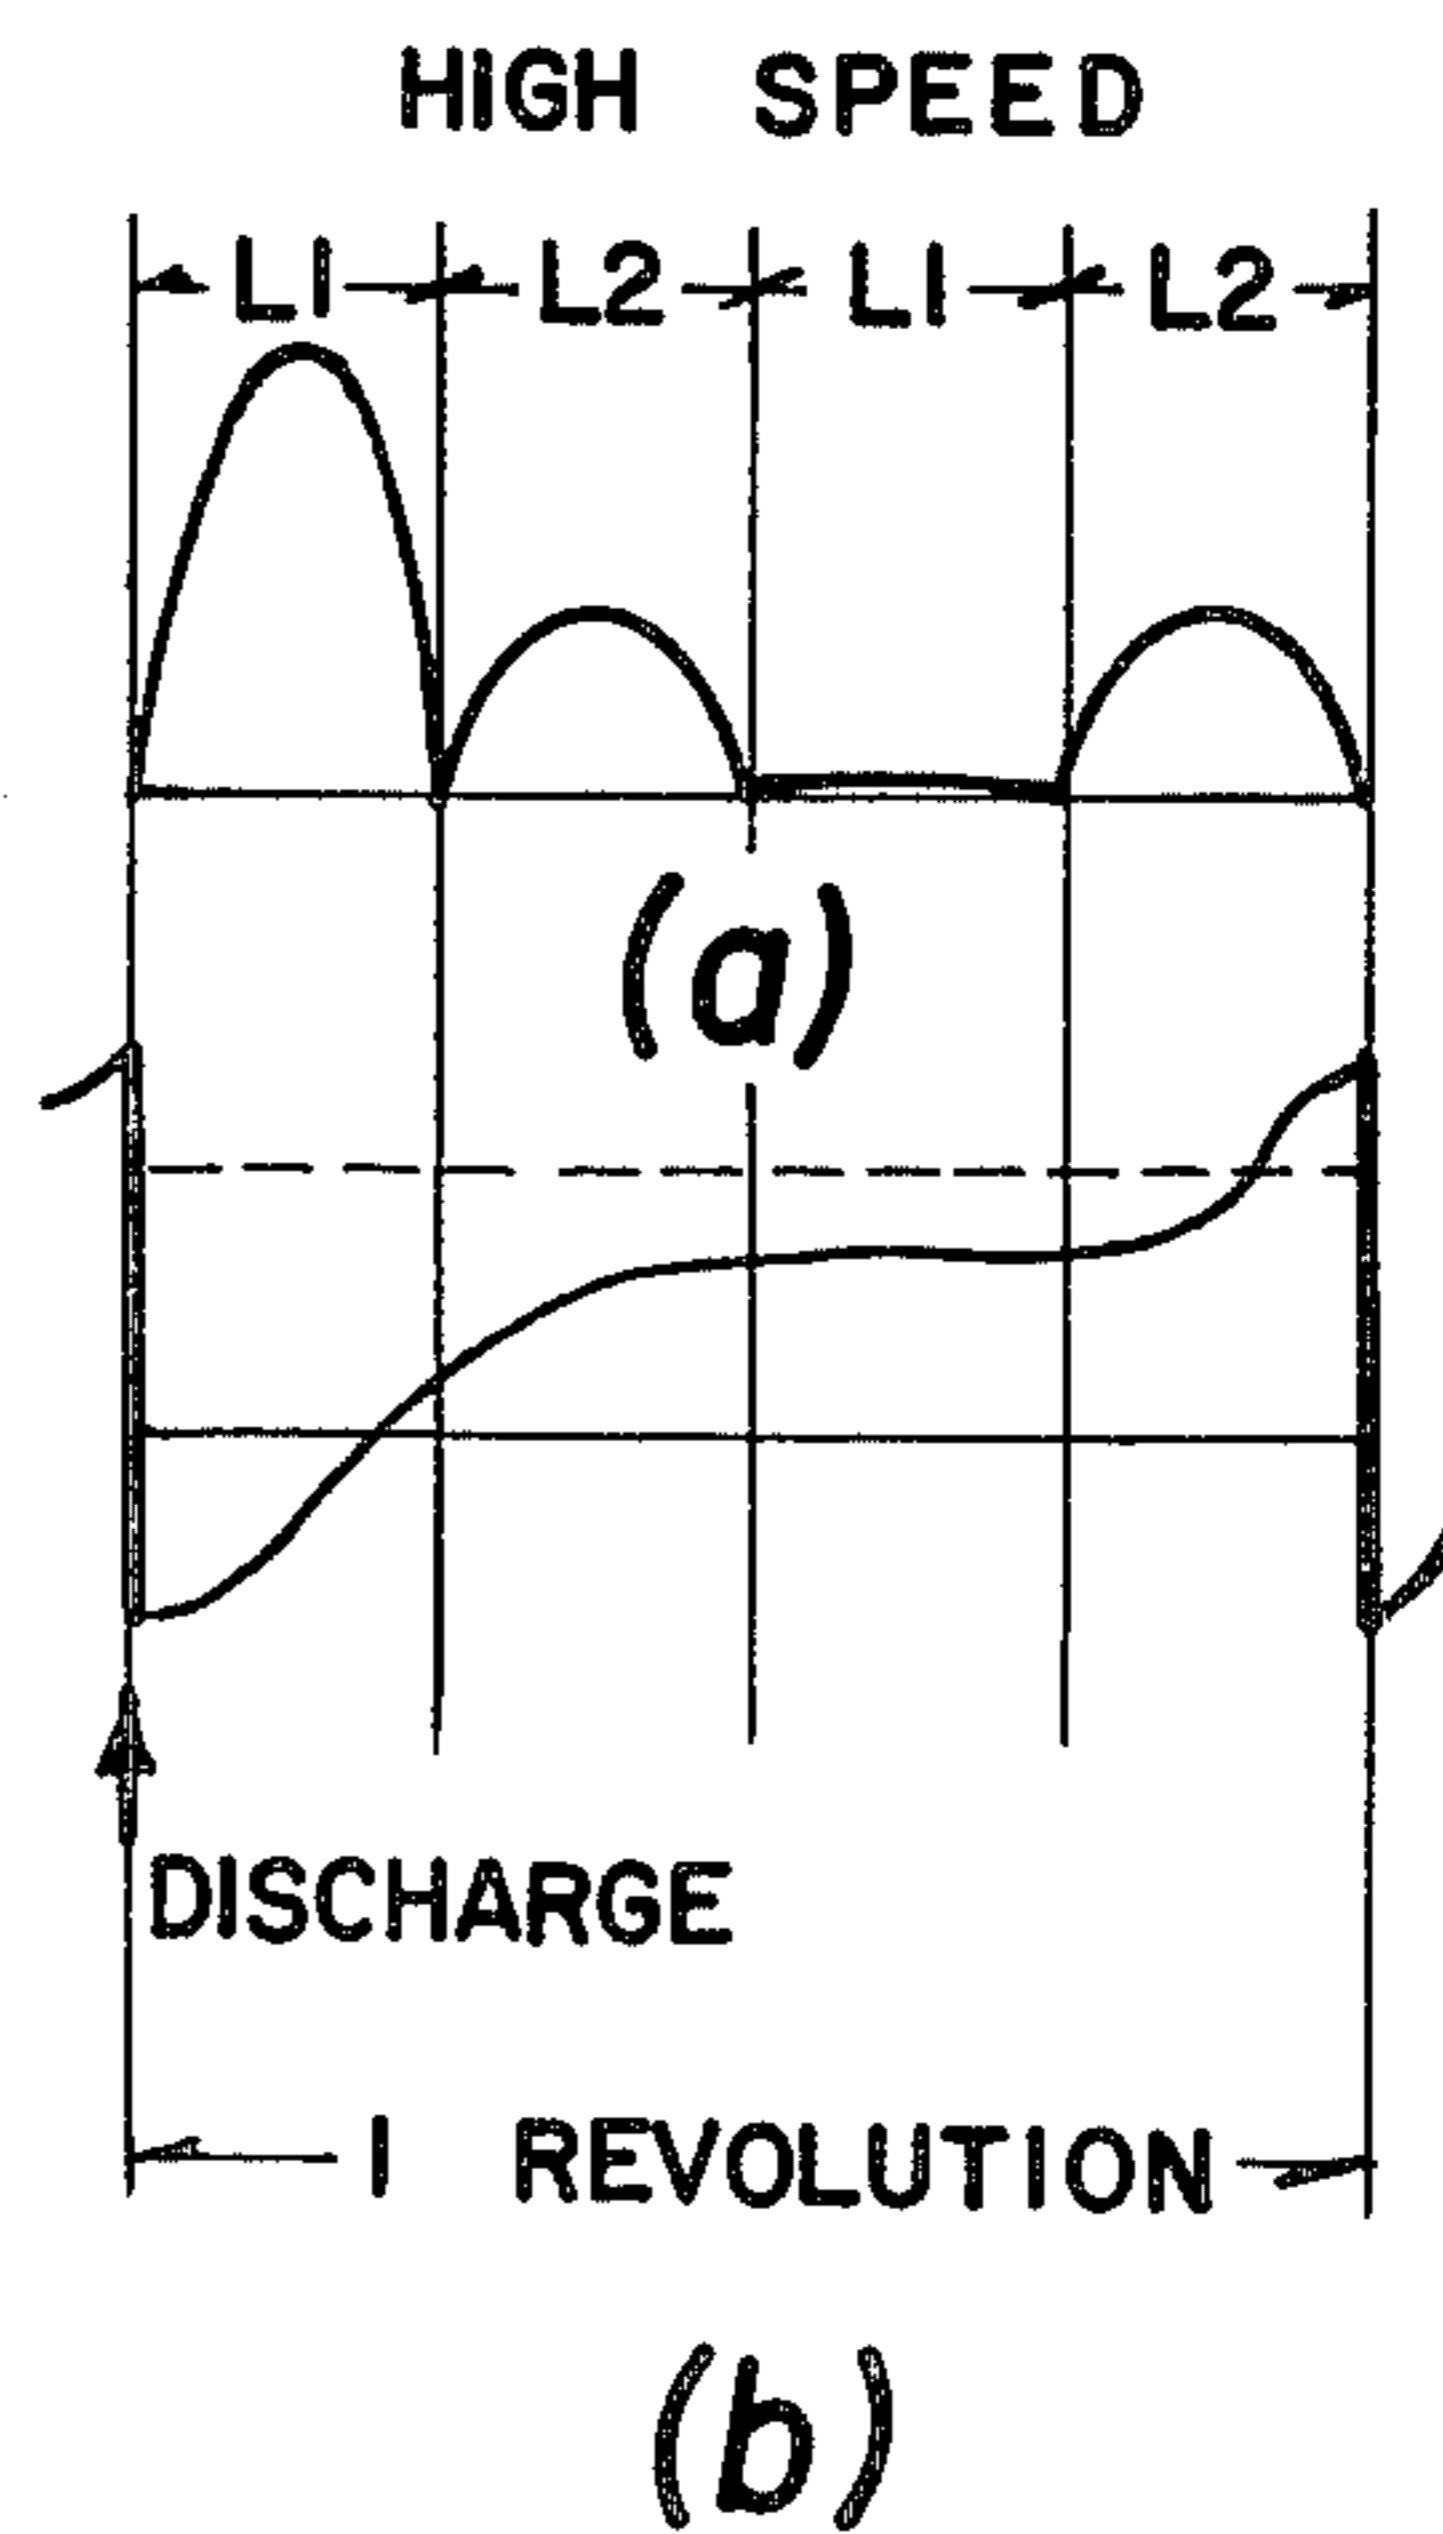 HIGH SPEED
L1 L2 L1 L2
(a)
DISCHARGE
1 REVOLUTION
(b)